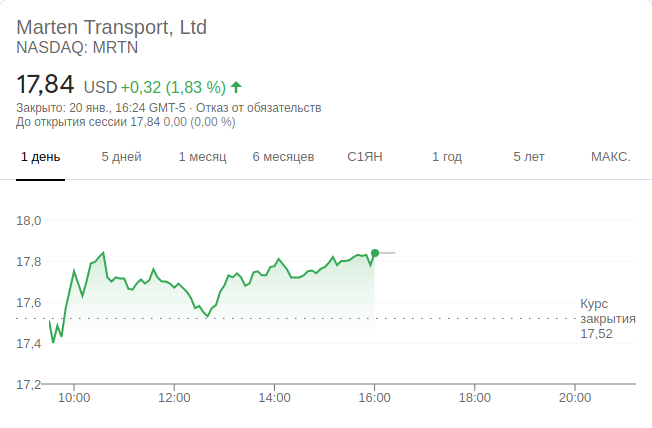 Marten Transport, Ltd
NASDAQ: MRTN
17,84 USD +0,32 (1,83 %)
Закрыто: 20 янв., 16:24 GMT-5 · Отказ от обязательств
До открытия сессии 17,84 0,00 (0,00 %)
1 день 5 дней 1 месяц 6 месяцев С1ЯН 1 год 5 лет МАКС.
18,0
17,8
17,6
Курс
закрытия
17,52
17,4
17,2
10:00 12:00 14:00 16:00 18:00 20:00